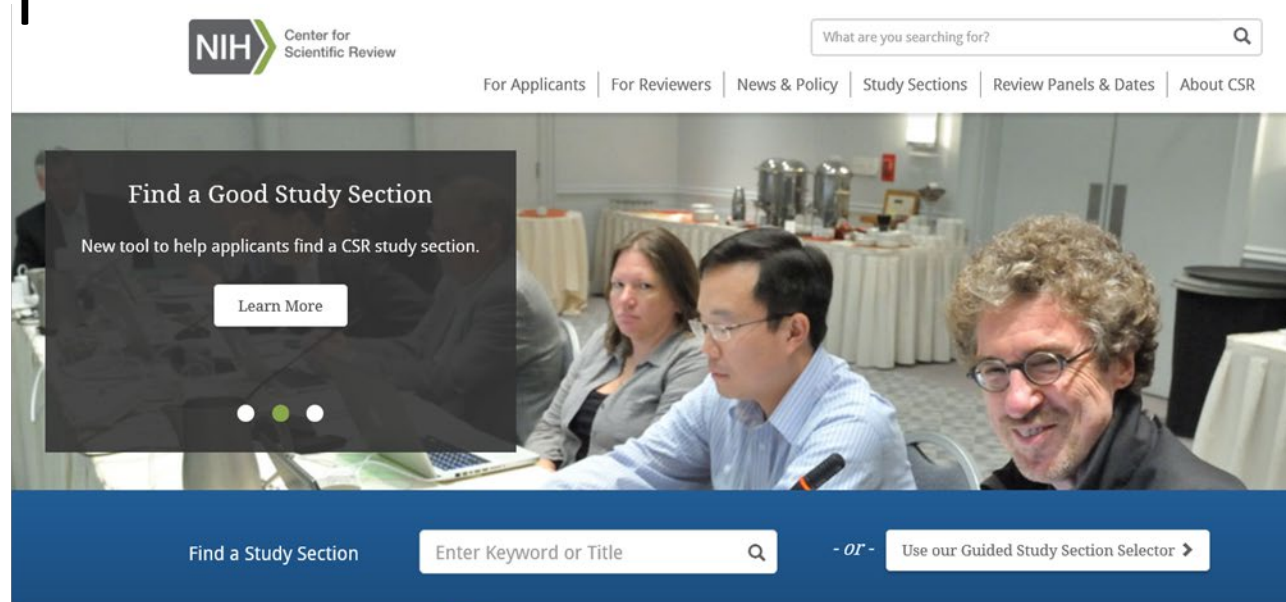 NIH
Center for
Scientific Review
What are you searching for?
For Applicants
For Reviewers
News & Policy
Study Sections
Review Panels & Dates
About CSR
Find a Good Study Section
New tool to help applicants find a CSR study section.
Learn More
Find a Study Section
Enter Keyword or Title
- or -
Use our Guided Study Section Selector